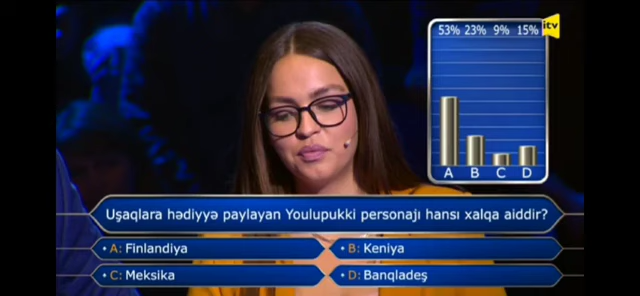 53% 23% 9% 15%
itv
A B C D
Uşaqlara hədiyyə paylayan Youlupukki personajı hansı xalqa aiddir?
A: Finlandiya
B: Keniya
C: Meksika
D: Banqladeş